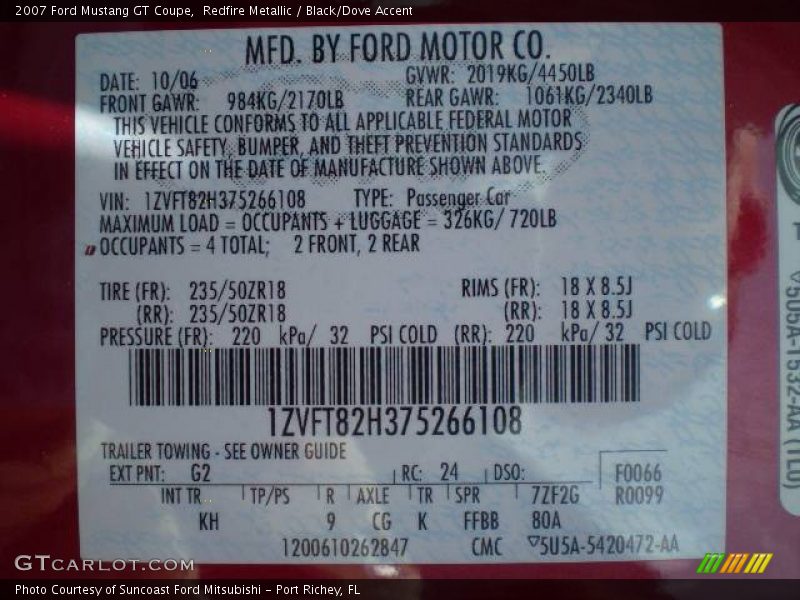 2007 Ford Mustang GT Coupe, Redfire Metallic / Black/Dove Accent
MFD. BY FORD MOTOR CO.
DATE: 10/06 GVWR: 2019KG/4450LB
FRONT GAWR: 984KG/2170LB REAR GAWR: 1061KG/2340LB
THIS VEHICLE CONFORMS TO ALL APPLICABLE FEDERAL MOTOR
VEHICLE SAFETY, BUMPER, AND THEFT PREVENTION STANDARDS
IN EFFECT ON THE DATE OF MANUFACTURE SHOWN ABOVE.
VIN: 1ZVFT82H375266108 TYPE: Passenger Car
MAXIMUM LOAD = OCCUPANTS + LUGGAGE = 326KG/ 720LB
OCCUPANTS = 4 TOTAL; 2 FRONT, 2 REAR
TIRE (FR): 235/50ZR18 RIMS (FR): 18 X 8.5J
(RR): 235/50ZR18 (RR): 18 X 8.5J
PRESSURE (FR): 220 kPa/ 32 PSI COLD (RR): 220 kPa/ 32 PSI COLD
1ZVFT82H375266108
TRAILER TOWING - SEE OWNER GUIDE
EXT PNT: G2 RC: 24 DSO: F0066
INT TR TP/PS R AXLE TR SPR 7ZF2G R0099
KH 9 CG K FFBB 80A
1200610262847 CMC ▽5U5A-5420472-AA
V505A-1532-AA (1L0)
GTCARLOT.COM
Photo Courtesy of Suncoast Ford Mitsubishi - Port Richey, FL